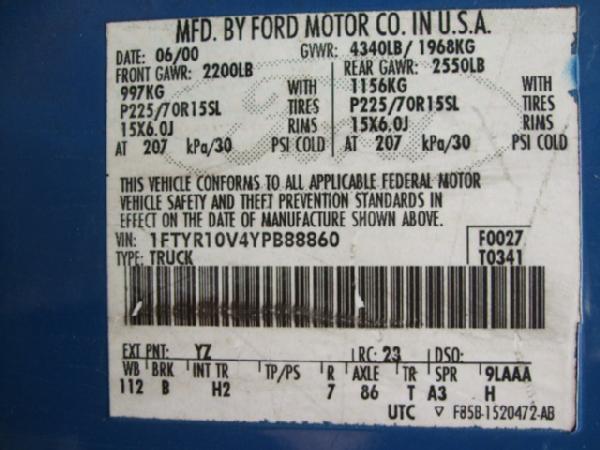 MFD. BY FORD MOTOR CO. IN U.S.A.
DATE: 06/00 GVWR: 4340LB/ 1968KG
FRONT GAWR: 2200LB REAR GAWR: 2550LB
997KG WITH 1156KG WITH
P225/70R15SL TIRES P225/70R15SL TIRES
15X6.0J RIMS 15X6.0J RIMS
AT 207 kPa/30 PSI COLD AT 207 kPa/30 PSI COLD
THIS VEHICLE CONFORMS TO ALL APPLICABLE FEDERAL MOTOR
VEHICLE SAFETY AND THEFT PREVENTION STANDARDS IN
EFFECT ON THE DATE OF MANUFACTURE SHOWN ABOVE.
VIN: 1FTYR10V4YPB88860 F0027
TYPE: TRUCK T0341
EXT PNT: YZ RC: 23 DSO:
WB BRK INT TR TP/PS R AXLE TR SPR 9LAAA
112 B H2 7 86 T A3 H
UTC ▽ F85B-1520472-AB